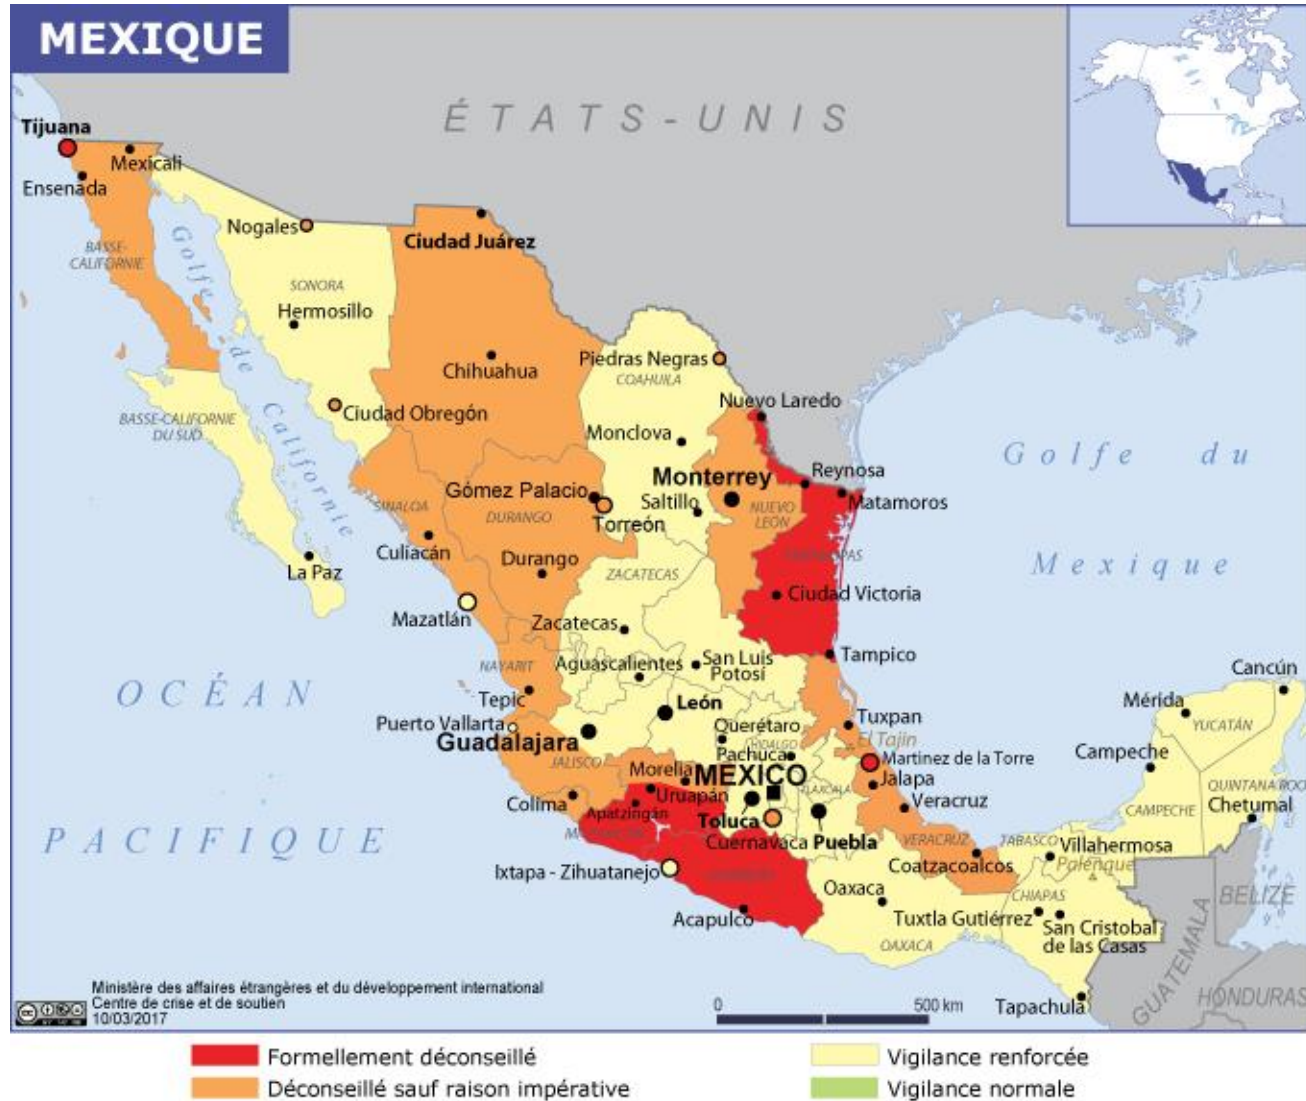 MEXIQUE
ÉTATS-UNIS
Tijuana
Mexicali
Ensenada
BASSE-
CALIFORNIE
Golfe de Californie
Nogales
SONORA
Hermosillo
Ciudad Juárez
Chihuahua
Ciudad Obregón
Piedras Negras
COAHUILA
Nuevo Laredo
Monclova
BASSE-CALIFORNIE
DU SUD
La Paz
Monterrey
Reynosa
Matamoros
Saltillo
NUEVO
LEÓN
Gómez Palacio
Torreón
SINALOA
DURANGO
Culiacán
Durango
Golfe du
Mexique
ZACATECAS
Ciudad Victoria
Mazatlán
Zacatecas
Aguascalientes
San Luis
Potosí
Tampico
NAYARIT
Tepic
León
Cancún
Mérida
YUCATÁN
OCÉAN
PACIFIQUE
Puerto Vallarta
Guadalajara
Querétaro
Tuxpan
El Tajin
HIDALGO
Pachuca
Martinez de la Torre
Campeche
JALISCO
Morelia
MEXICO
Jalapa
QUINTANA ROO
Uruapán
TLAXCALA
Veracruz
CAMPECHE
Chetumal
Colima
Apatzingán
Toluca
Cuernavaca
Puebla
VERACRUZ
TABASCO
Villahermosa
Coatzacoalcos
Palenque
Ixtapa - Zihuatanejo
Oaxaca
CHIAPAS
BELIZE
Acapulco
Tuxtla Gutiérrez
San Cristobal
de las Casas
OAXACA
GUATEMALA
HONDURAS
Tapachula
Ministère des affaires étrangères et du développement international
Centre de crise et de soutien
10/03/2017
0 500 km
Formellement déconseillé
Déconseillé sauf raison impérative
Vigilance renforcée
Vigilance normale